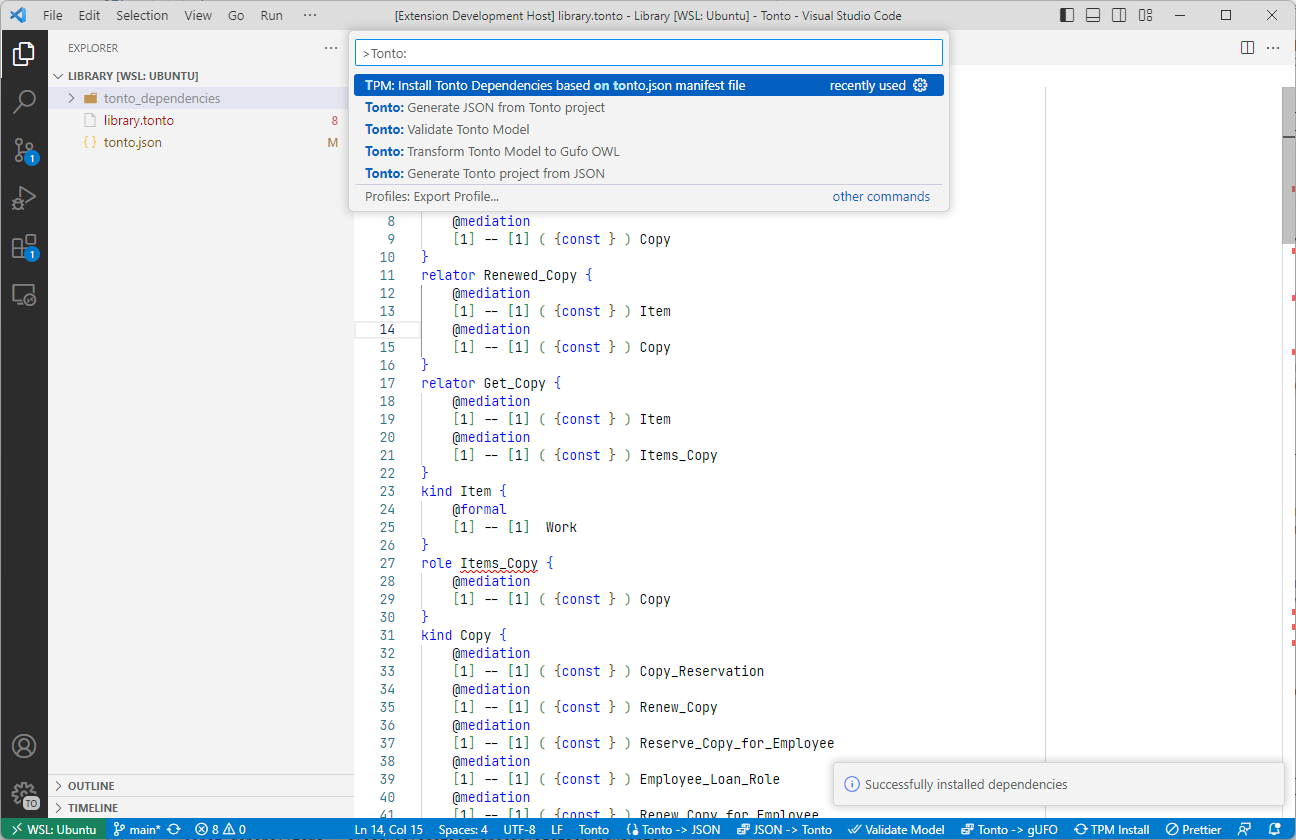 File Edit Selection View Go Run ··· [Extension Development Host] library.tonto - Library [WSL: Ubuntu] - Tonto - Visual Studio Code
EXPLORER ···
LIBRARY [WSL: UBUNTU]
tonto_dependencies
library.tonto 8
tonto.json M
>Tonto:
TPM: Install Tonto Dependencies based on tonto.json manifest file recently used
Tonto: Generate JSON from Tonto project
Tonto: Validate Tonto Model
Tonto: Transform Tonto Model to Gufo OWL
Tonto: Generate Tonto project from JSON
Profiles: Export Profile... other commands
1
1
8 @mediation
9 [1] -- [1] ( {const } ) Copy
10 }
11 relator Renewed_Copy {
12 @mediation
13 [1] -- [1] ( {const } ) Item
14 @mediation
15 [1] -- [1] ( {const } ) Copy
16 }
17 relator Get_Copy {
18 @mediation
19 [1] -- [1] ( {const } ) Item
20 @mediation
21 [1] -- [1] ( {const } ) Items_Copy
22 }
23 kind Item {
24 @formal
25 [1] -- [1] Work
26 }
27 role Items_Copy {
28 @mediation
29 [1] -- [1] ( {const } ) Copy
30 }
31 kind Copy {
32 @mediation
33 [1] -- [1] ( {const } ) Copy_Reservation
34 @mediation
35 [1] -- [1] ( {const } ) Renew_Copy
36 @mediation
37 [1] -- [1] ( {const } ) Reserve_Copy_for_Employee
38 @mediation
39 [1] -- [1] ( {const } ) Employee_Loan_Role
40 @mediation
41 [1] -- [1] ( {const } ) Renew_Copy_for_Employee
Successfully installed dependencies
OUTLINE
TIMELINE
TO
WSL: Ubuntu main* 8 0 Ln 14, Col 15 Spaces: 4 UTF-8 LF Tonto Tonto -> JSON JSON -> Tonto Validate Model Tonto -> gUFO TPM Install Prettier